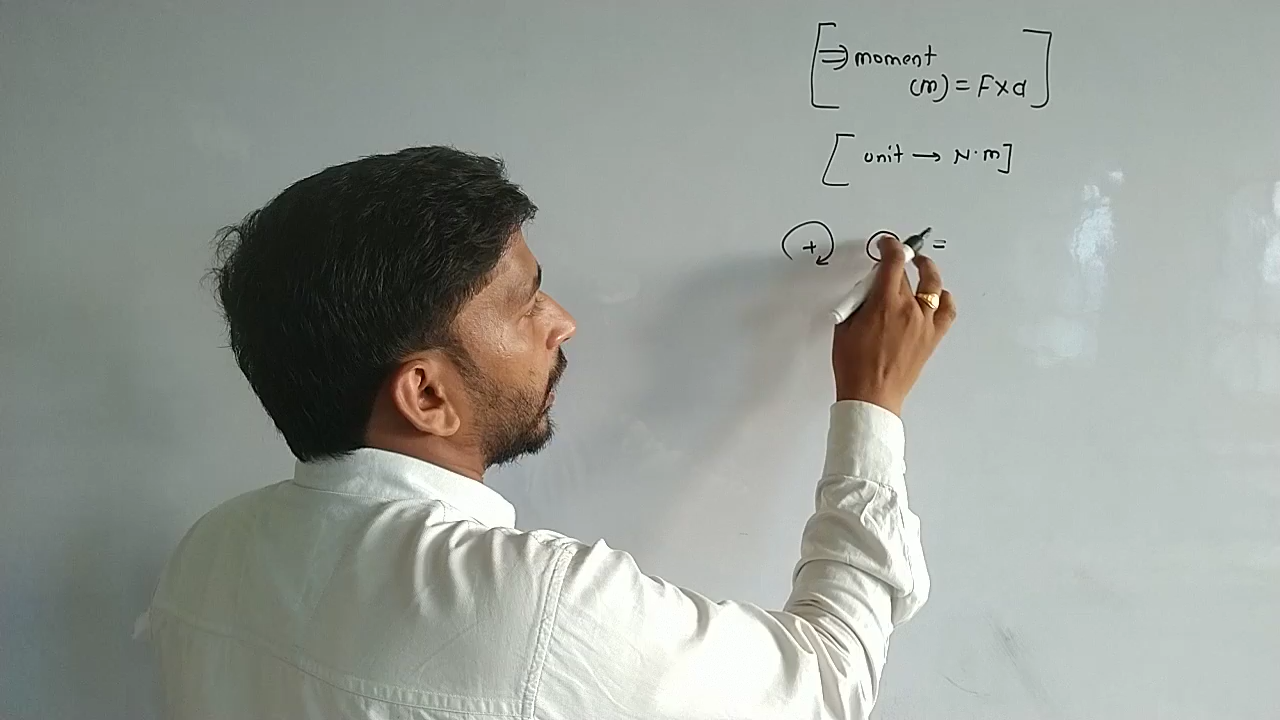 [⇒ moment
(m) = F×d]
[unit → N·m]
+ =